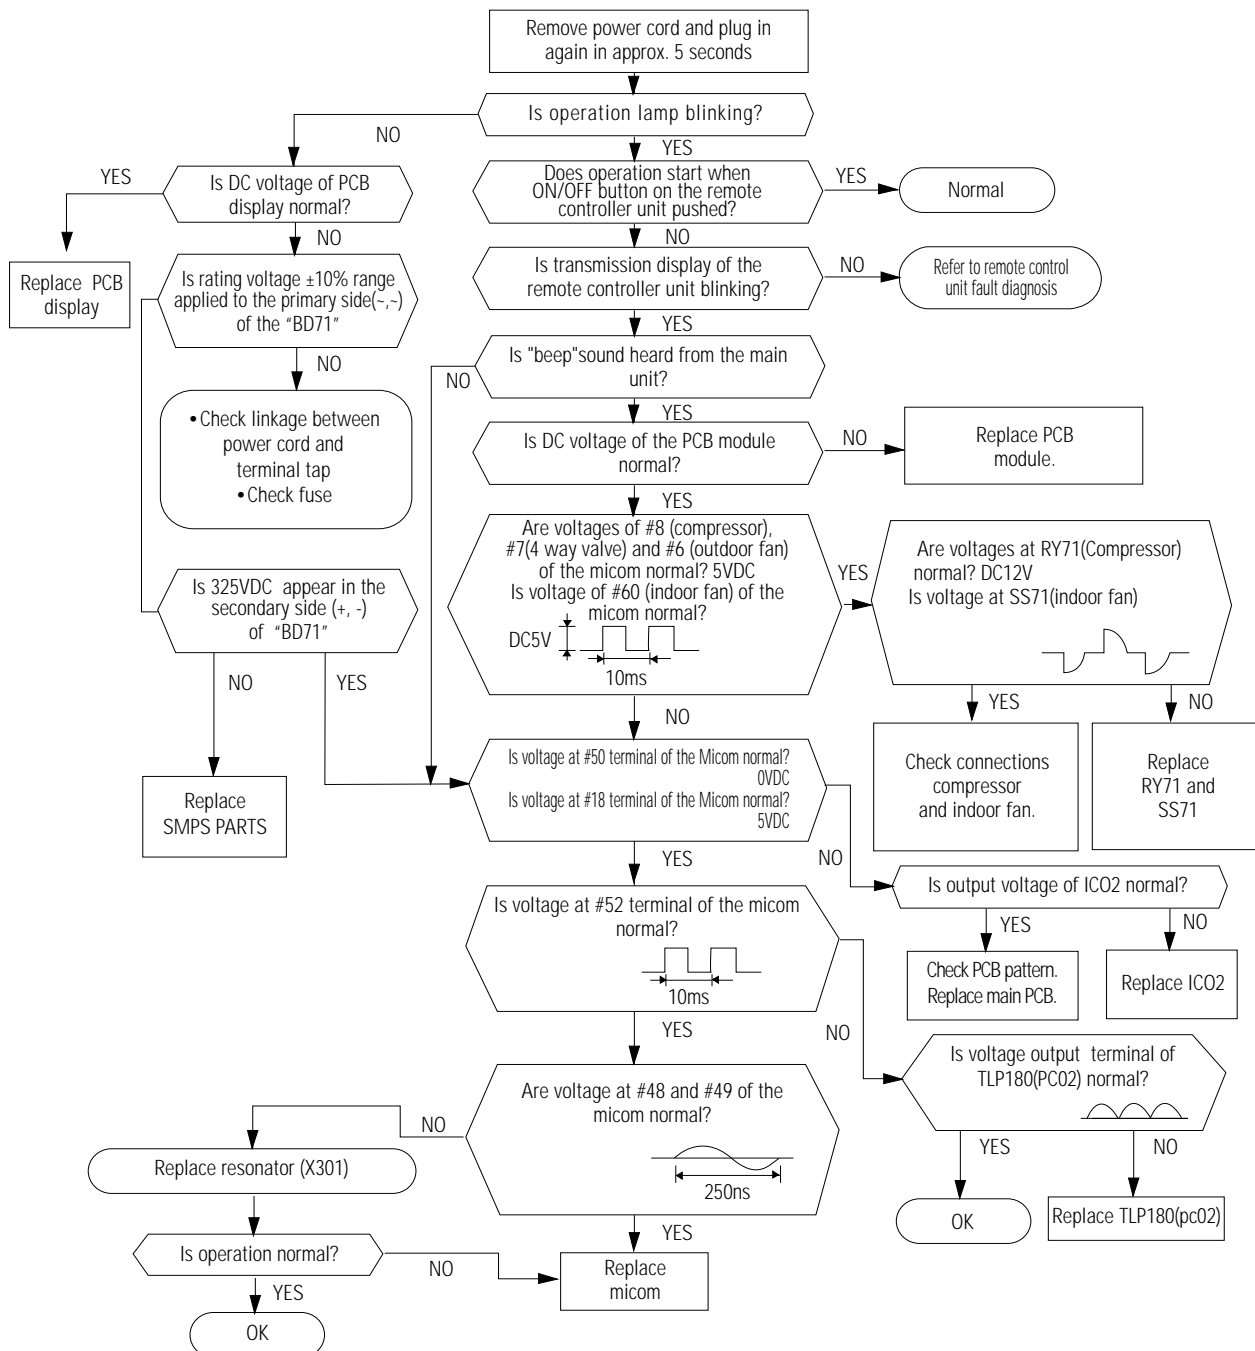 Remove power cord and plug in
again in approx. 5 seconds
Is operation lamp blinking?
NO
YES
YES
Is DC voltage of PCB
display normal?
Does operation start when
ON/OFF button on the remote
controller unit pushed?
YES
Normal
NO
NO
Replace PCB
display
Is rating voltage ±10% range
applied to the primary side(~,~)
of the "BD71"
Is transmission display of the
remote controller unit blinking?
NO
Refer to remote control
unit fault diagnosis
YES
NO
Is "beep"sound heard from the main
unit?
NO
YES
• Check linkage between
power cord and
terminal tap
• Check fuse
Is DC voltage of the PCB module
normal?
NO
Replace PCB
module.
YES
Are voltages of #8 (compressor),
#7(4 way valve) and #6 (outdoor fan)
of the micom normal? 5VDC
Is voltage of #60 (indoor fan) of the
micom normal?
DC5V
10ms
YES
Are voltages at RY71(Compressor)
normal? DC12V
Is voltage at SS71(indoor fan)
Is 325VDC appear in the
secondary side (+, -)
of "BD71"
NO
YES
NO
YES
NO
Is voltage at #50 terminal of the Micom normal?
0VDC
Is voltage at #18 terminal of the Micom normal?
5VDC
Check connections
compressor
and indoor fan.
Replace
RY71 and
SS71
Replace
SMPS PARTS
YES
NO
Is output voltage of ICO2 normal?
Is voltage at #52 terminal of the micom
normal?
10ms
YES
NO
Check PCB pattern.
Replace main PCB.
Replace ICO2
YES
NO
Is voltage output terminal of
TLP180(PC02) normal?
Are voltage at #48 and #49 of the
micom normal?
250ns
NO
YES
NO
Replace resonator (X301)
OK
Replace TLP180(pc02)
YES
Is operation normal?
NO
Replace
micom
YES
OK